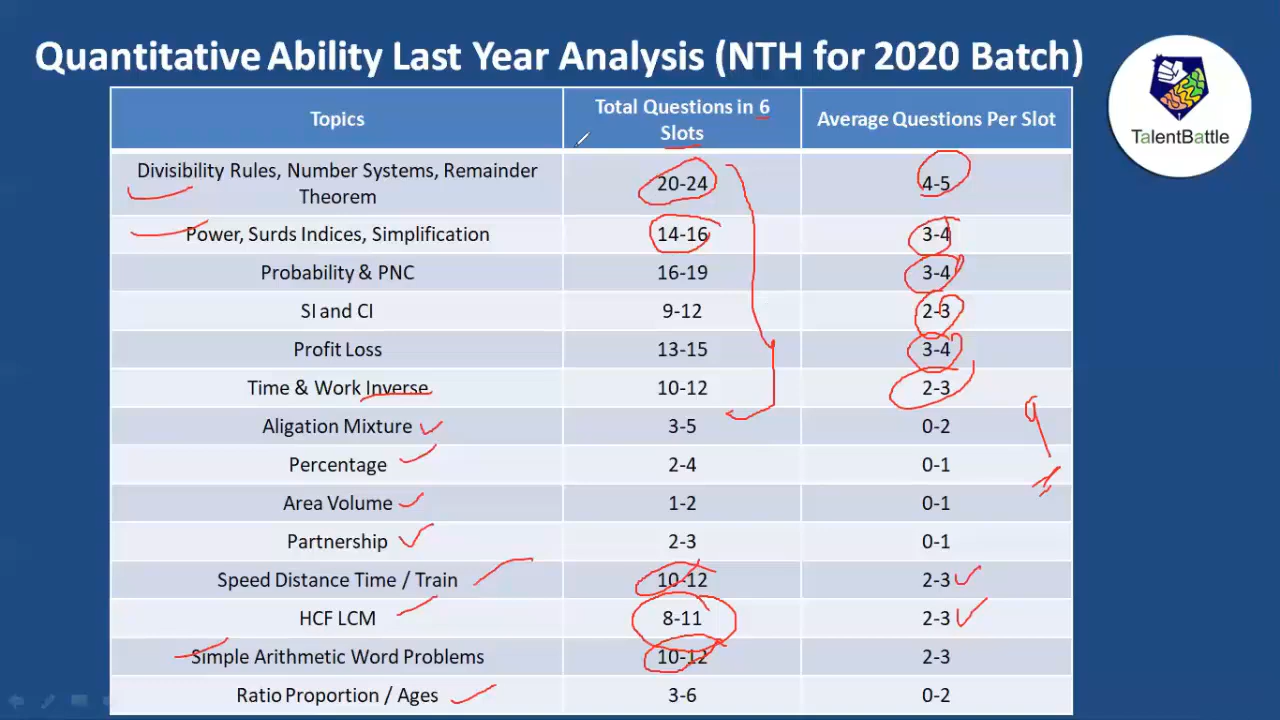 Quantitative Ability Last Year Analysis (NTH for 2020 Batch)
TalentBattle
Topics
Total Questions in 6
Slots
Average Questions Per Slot
Divisibility Rules, Number Systems, Remainder
Theorem
20-24
4-5
Power, Surds Indices, Simplification
14-16
3-4
Probability & PNC
16-19
3-4
SI and CI
9-12
2-3
Profit Loss
13-15
3-4
Time & Work Inverse
10-12
2-3
Aligation Mixture
3-5
0-2
Percentage
2-4
0-1
Area Volume
1-2
0-1
Partnership
2-3
0-1
Speed Distance Time / Train
10-12
2-3
HCF LCM
8-11
2-3
Simple Arithmetic Word Problems
10-12
2-3
Ratio Proportion / Ages
3-6
0-2